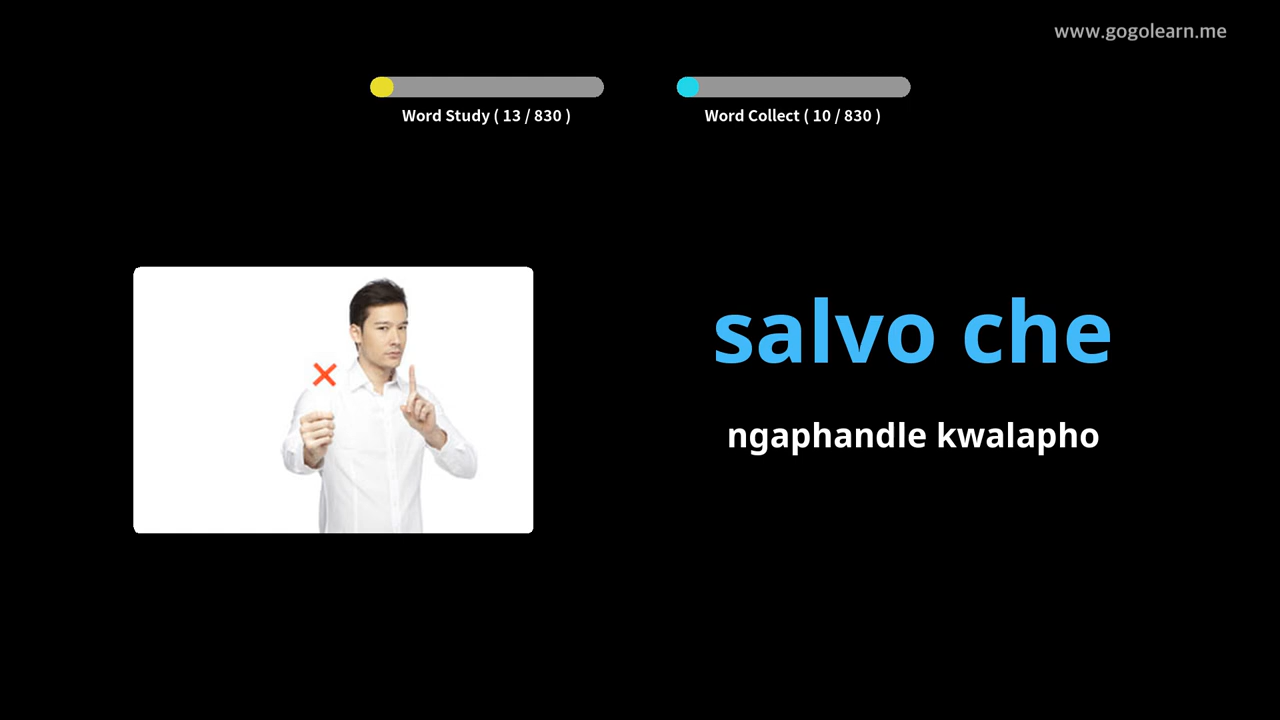 www.gogolearn.me
Word Study ( 13 / 830 )
Word Collect ( 10 / 830 )
salvo che
ngaphandle kwalapho